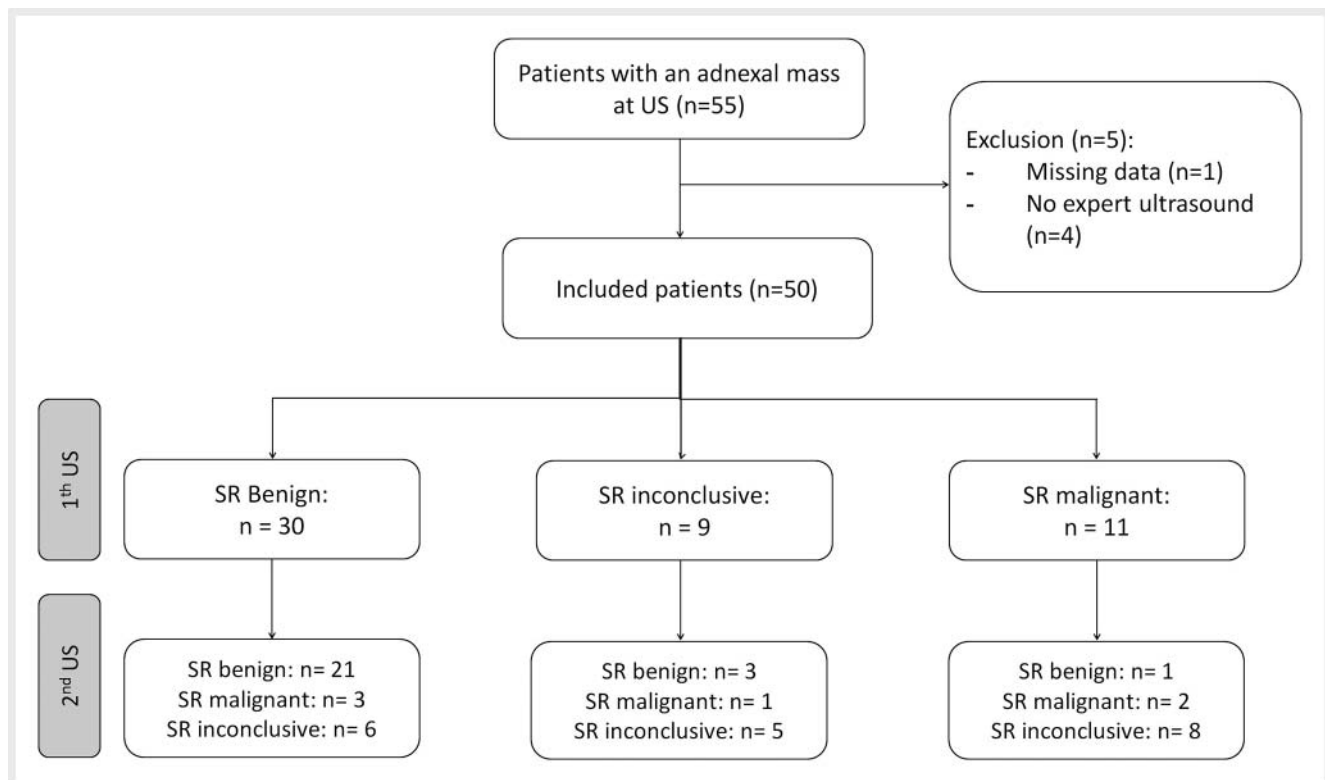 Patients with an adnexal mass
at US (n=55)
Exclusion (n=5):
- Missing data (n=1)
- No expert ultrasound
(n=4)
Included patients (n=50)
1th US
SR Benign:
n = 30
SR inconclusive:
n = 9
SR malignant:
n = 11
2nd US
SR benign: n= 21
SR malignant: n= 3
SR inconclusive: n= 6
SR benign: n= 3
SR malignant: n= 1
SR inconclusive: n= 5
SR benign: n= 1
SR malignant: n= 2
SR inconclusive: n= 8